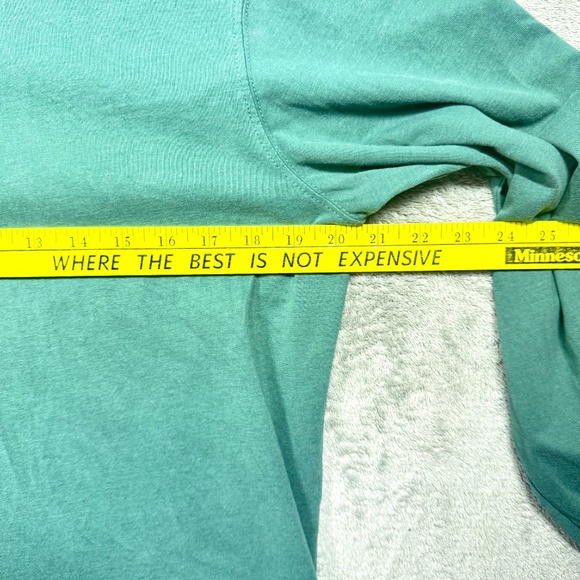 13 14 15 16 17 18 19 20 21 22 23 24 25
WHERE THE BEST IS NOT EXPENSIVE Minneso